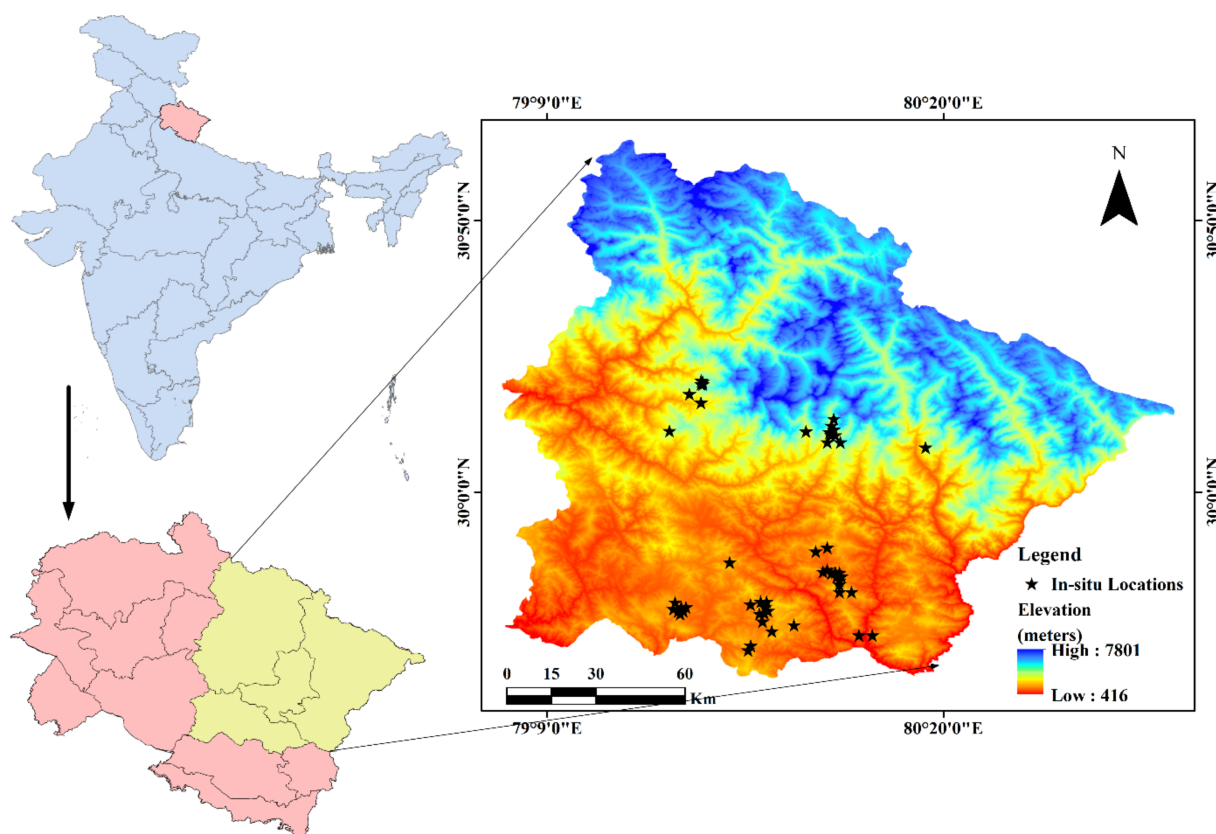 79°9'0"E
80°20'0"E
N
30°50'0"N
30°50'0"N
30°0'0"N
30°0'0"N
Legend
In-situ Locations
Elevation
(meters)
High : 7801
Low : 416
0 15 30 60
Km
79°9'0"E
80°20'0"E